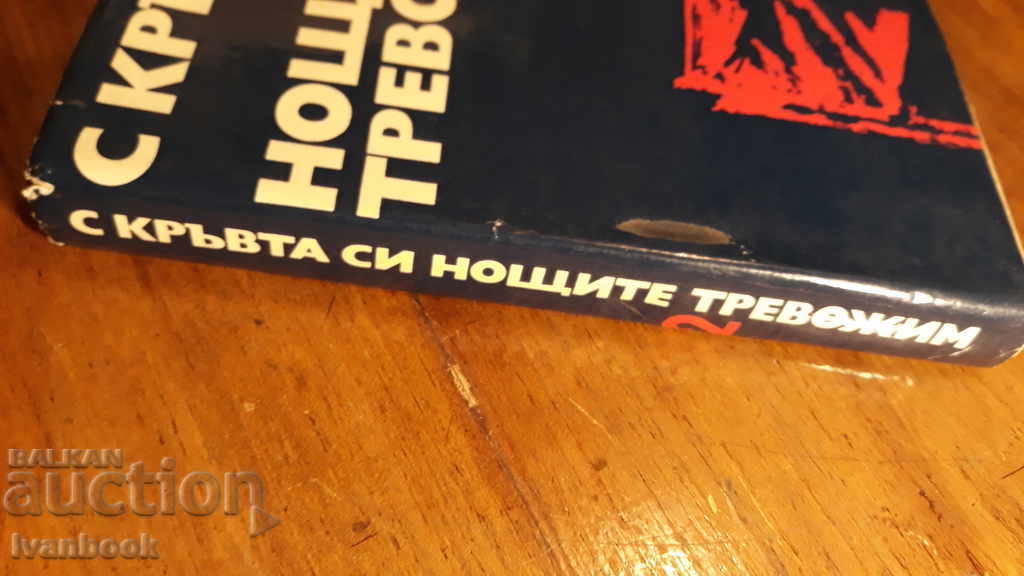 С КРЪ
НОЩ
ТРЕВО
С КРЪВТА СИ НОЩИТЕ ТРЕВОЖИМ
2
BALKAN
auction
Ivanbook